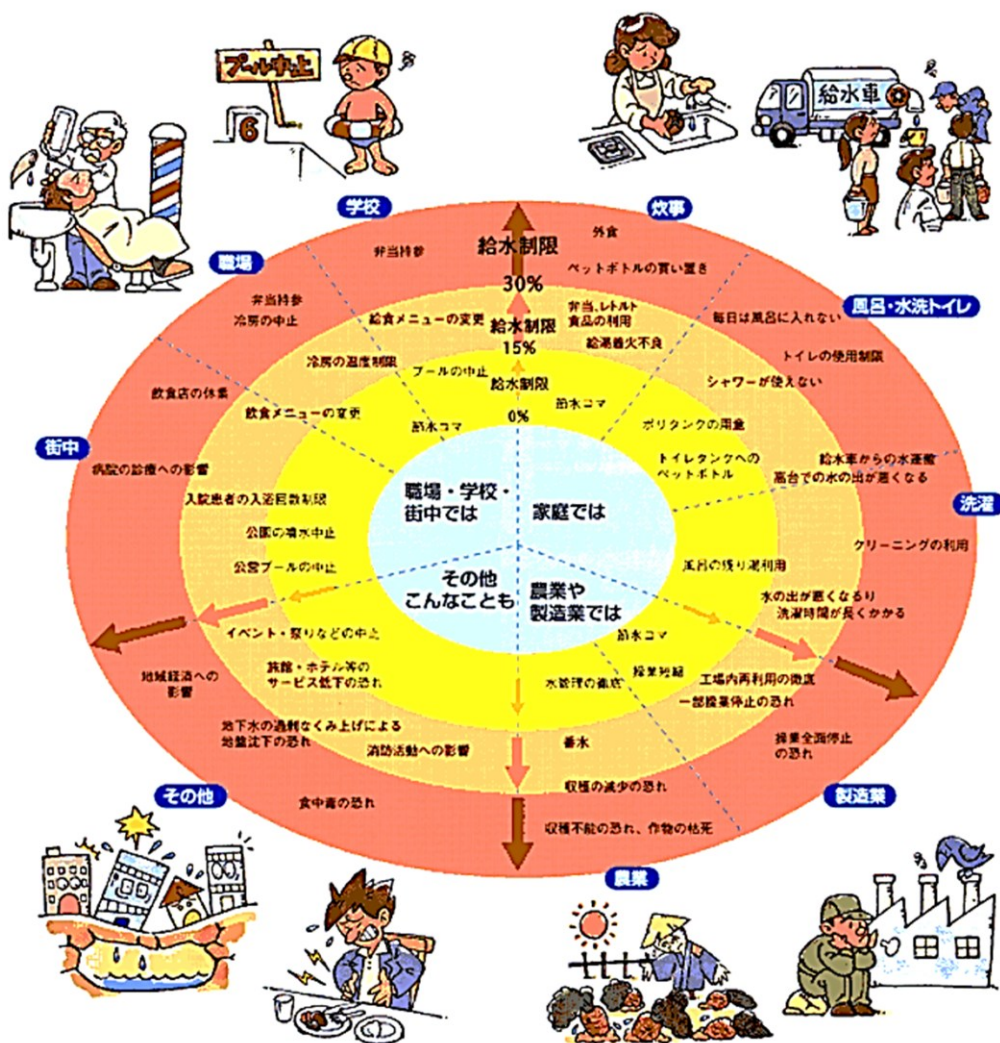 プール中止
6
給水車
学校
炊事
職場
風呂・水洗トイレ
街中
洗濯
その他
製造業
農業
給水制限
30%
給水制限
15%
給水制限
0%
弁当持参
外食
ペットボトルの買い置き
弁当持参
冷房の中止
給食メニューの変更
弁当、レトルト
食品の利用
給湯着火不良
毎日は風呂に入れない
トイレの使用制限
冷房の温度制限
プールの中止
節水コマ
シャワーが使えない
飲食店の休業
飲食メニューの変更
節水コマ
ポリタンクの用意
トイレタンクへの
ペットボトル
給水車からの水運搬
高台での水の出が悪くなる
病院の診療への影響
入院患者の入浴回数制限
公園の噴水中止
公営プールの中止
職場・学校・
街中では
家庭では
その他
こんなことも
農業や
製造業では
クリーニングの利用
風呂の残り湯利用
水の出が悪くなるり
洗濯時間が長くかかる
イベント・祭りなどの中止
旅館・ホテル等の
サービス低下の恐れ
地域経済への
影響
地下水の過剰なくみ上げによる
地盤沈下の恐れ
消防活動への影響
食中毒の恐れ
節水コマ
操業短縮
水管理の徹底
工場内再利用の徹底
一部操業停止の恐れ
操業全面停止
の恐れ
番水
収穫の減少の恐れ
収穫不能の恐れ、作物の枯死